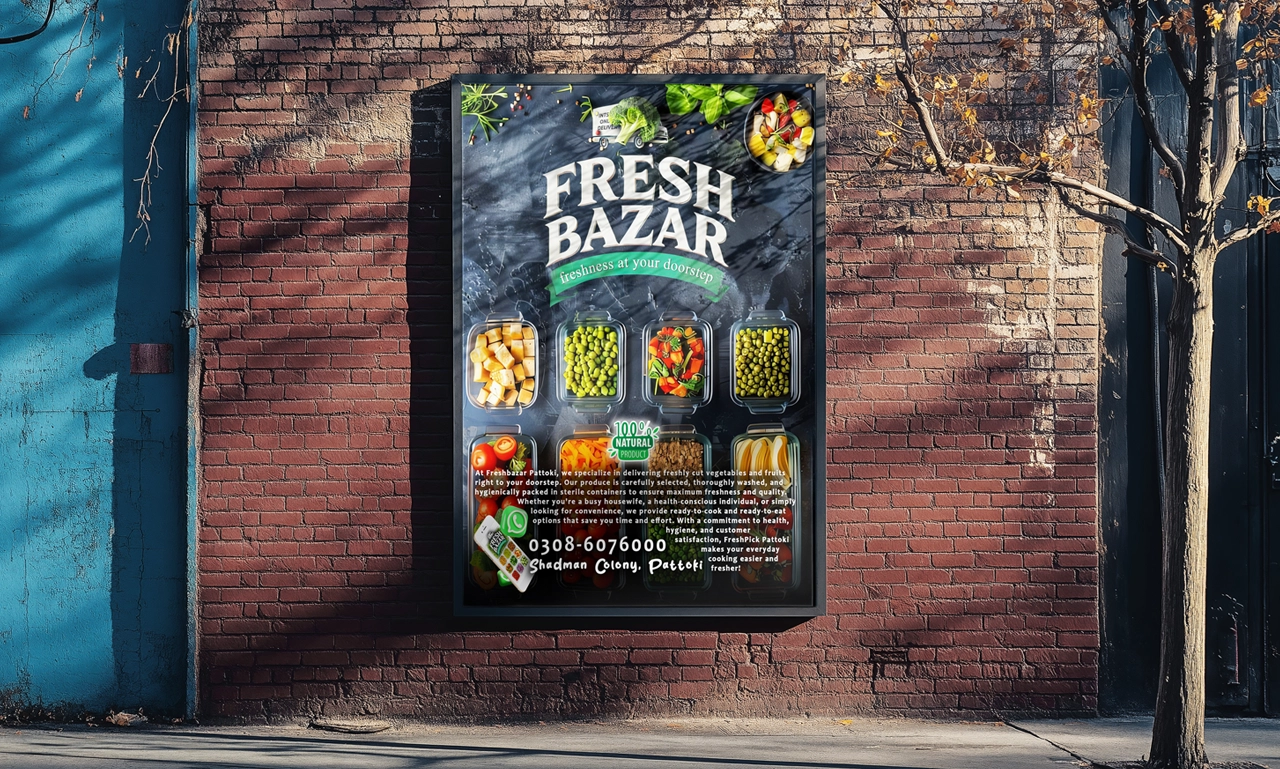 FRESH
BAZAR
freshness at your doorstep
100%
NATURAL
PRODUCT
At Freshbazar Pattoki, we specialize in delivering freshly cut vegetables and fruits
right to your doorstep. Our produce is carefully selected, thoroughly washed, and
hygienically packed in sterile containers to ensure maximum freshness and quality.
Whether you're a busy housewife, a health-conscious individual, or simply
looking for convenience, we provide ready-to-cook and ready-to-eat
options that save you time and effort. With a commitment to health,
hygiene, and customer
satisfaction, FreshPick Pattoki
makes your everyday
cooking easier and
fresher!
0308-6076000
Shadman Colony, Pattoki